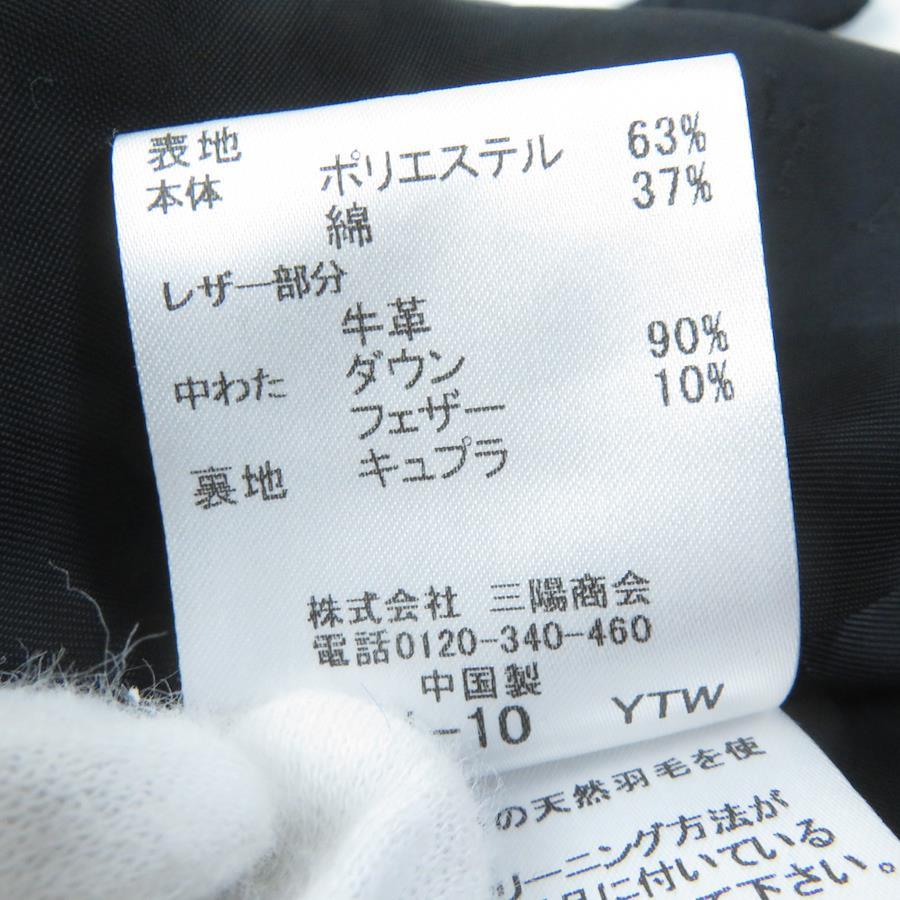 表地 ポリエステル 63%
本体 綿 37%
レザー部分
牛革
中わた ダウン 90%
フェザー 10%
裏地 キュプラ
株式会社 三陽商会
電話0120-340-460
中国製
-10 YTW
の天然羽毛を使
リーニング方法が
に付いている
て下さい。